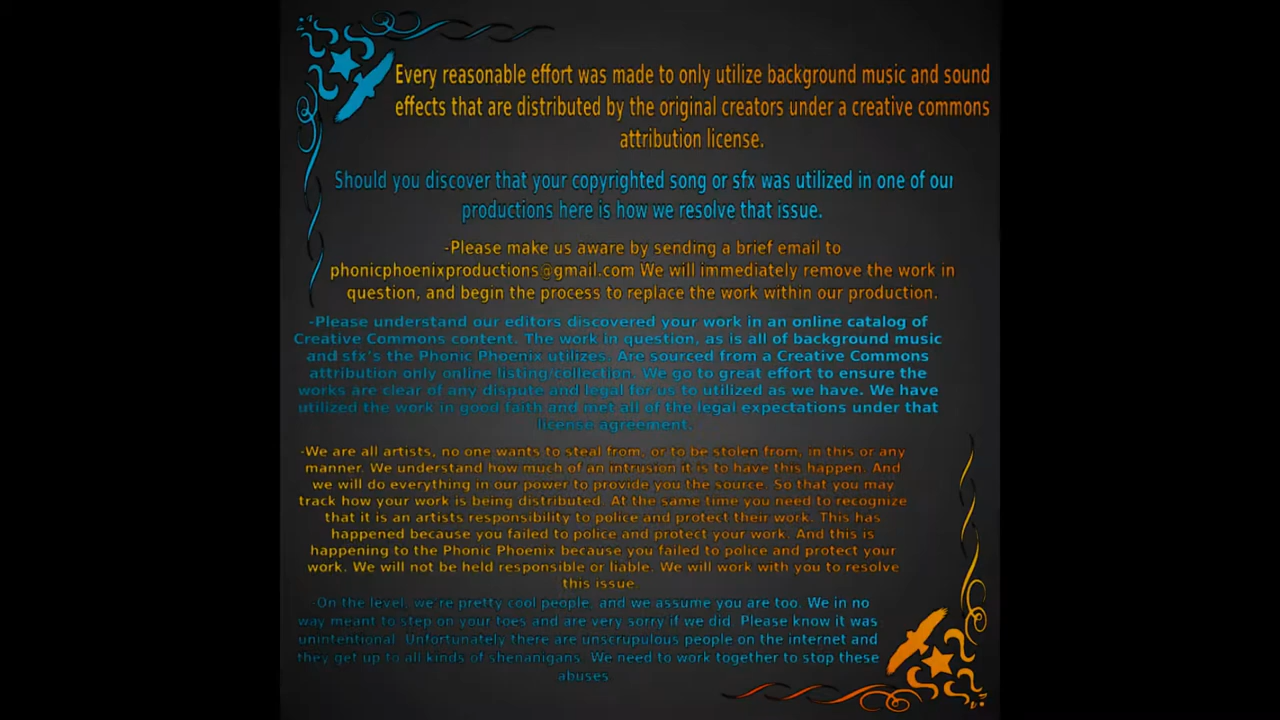 Every reasonable effort was made to only utilize background music and sound
effects that are distributed by the original creators under a creative commons
attribution license.
Should you discover that your copyrighted song or sfx was utilized in one of our
productions here is how we resolve that issue.
-Please make us aware by sending a brief email to
phonicphoenixproductions@gmail.com We will immediately remove the work in
question, and begin the process to replace the work within our production.
-Please understand our editors discovered your work in an online catalog of
Creative Commons content. The work in question, as is all of background music
and sfx's the Phonic Phoenix utilizes. Are sourced from a Creative Commons
attribution only online listing/collection. We go to great effort to ensure the
works are clear of any dispute and legal for us to utilized as we have. We have
utilized the work in good faith and met all of the legal expectations under that
license agreement.
-We are all artists, no one wants to steal from, or to be stolen from, in this or any
manner. We understand how much of an intrusion it is to have this happen. And
we will do everything in our power to provide you the source. So that you may
track how your work is being distributed. At the same time you need to recognize
that it is an artists responsibility to police and protect their work. This has
happened because you failed to police and protect your work. And this is
happening to the Phonic Phoenix because you failed to police and protect your
work. We will not be held responsible or liable. We will work with you to resolve
this issue.
-On the level, we're pretty cool people, and we assume you are too. We in no
way meant to step on your toes and are very sorry if we did. Please know it was
unintentional. Unfortunately there are unscrupulous people on the internet and
they get up to all kinds of shenanigans. We need to work together to stop these
abuses.